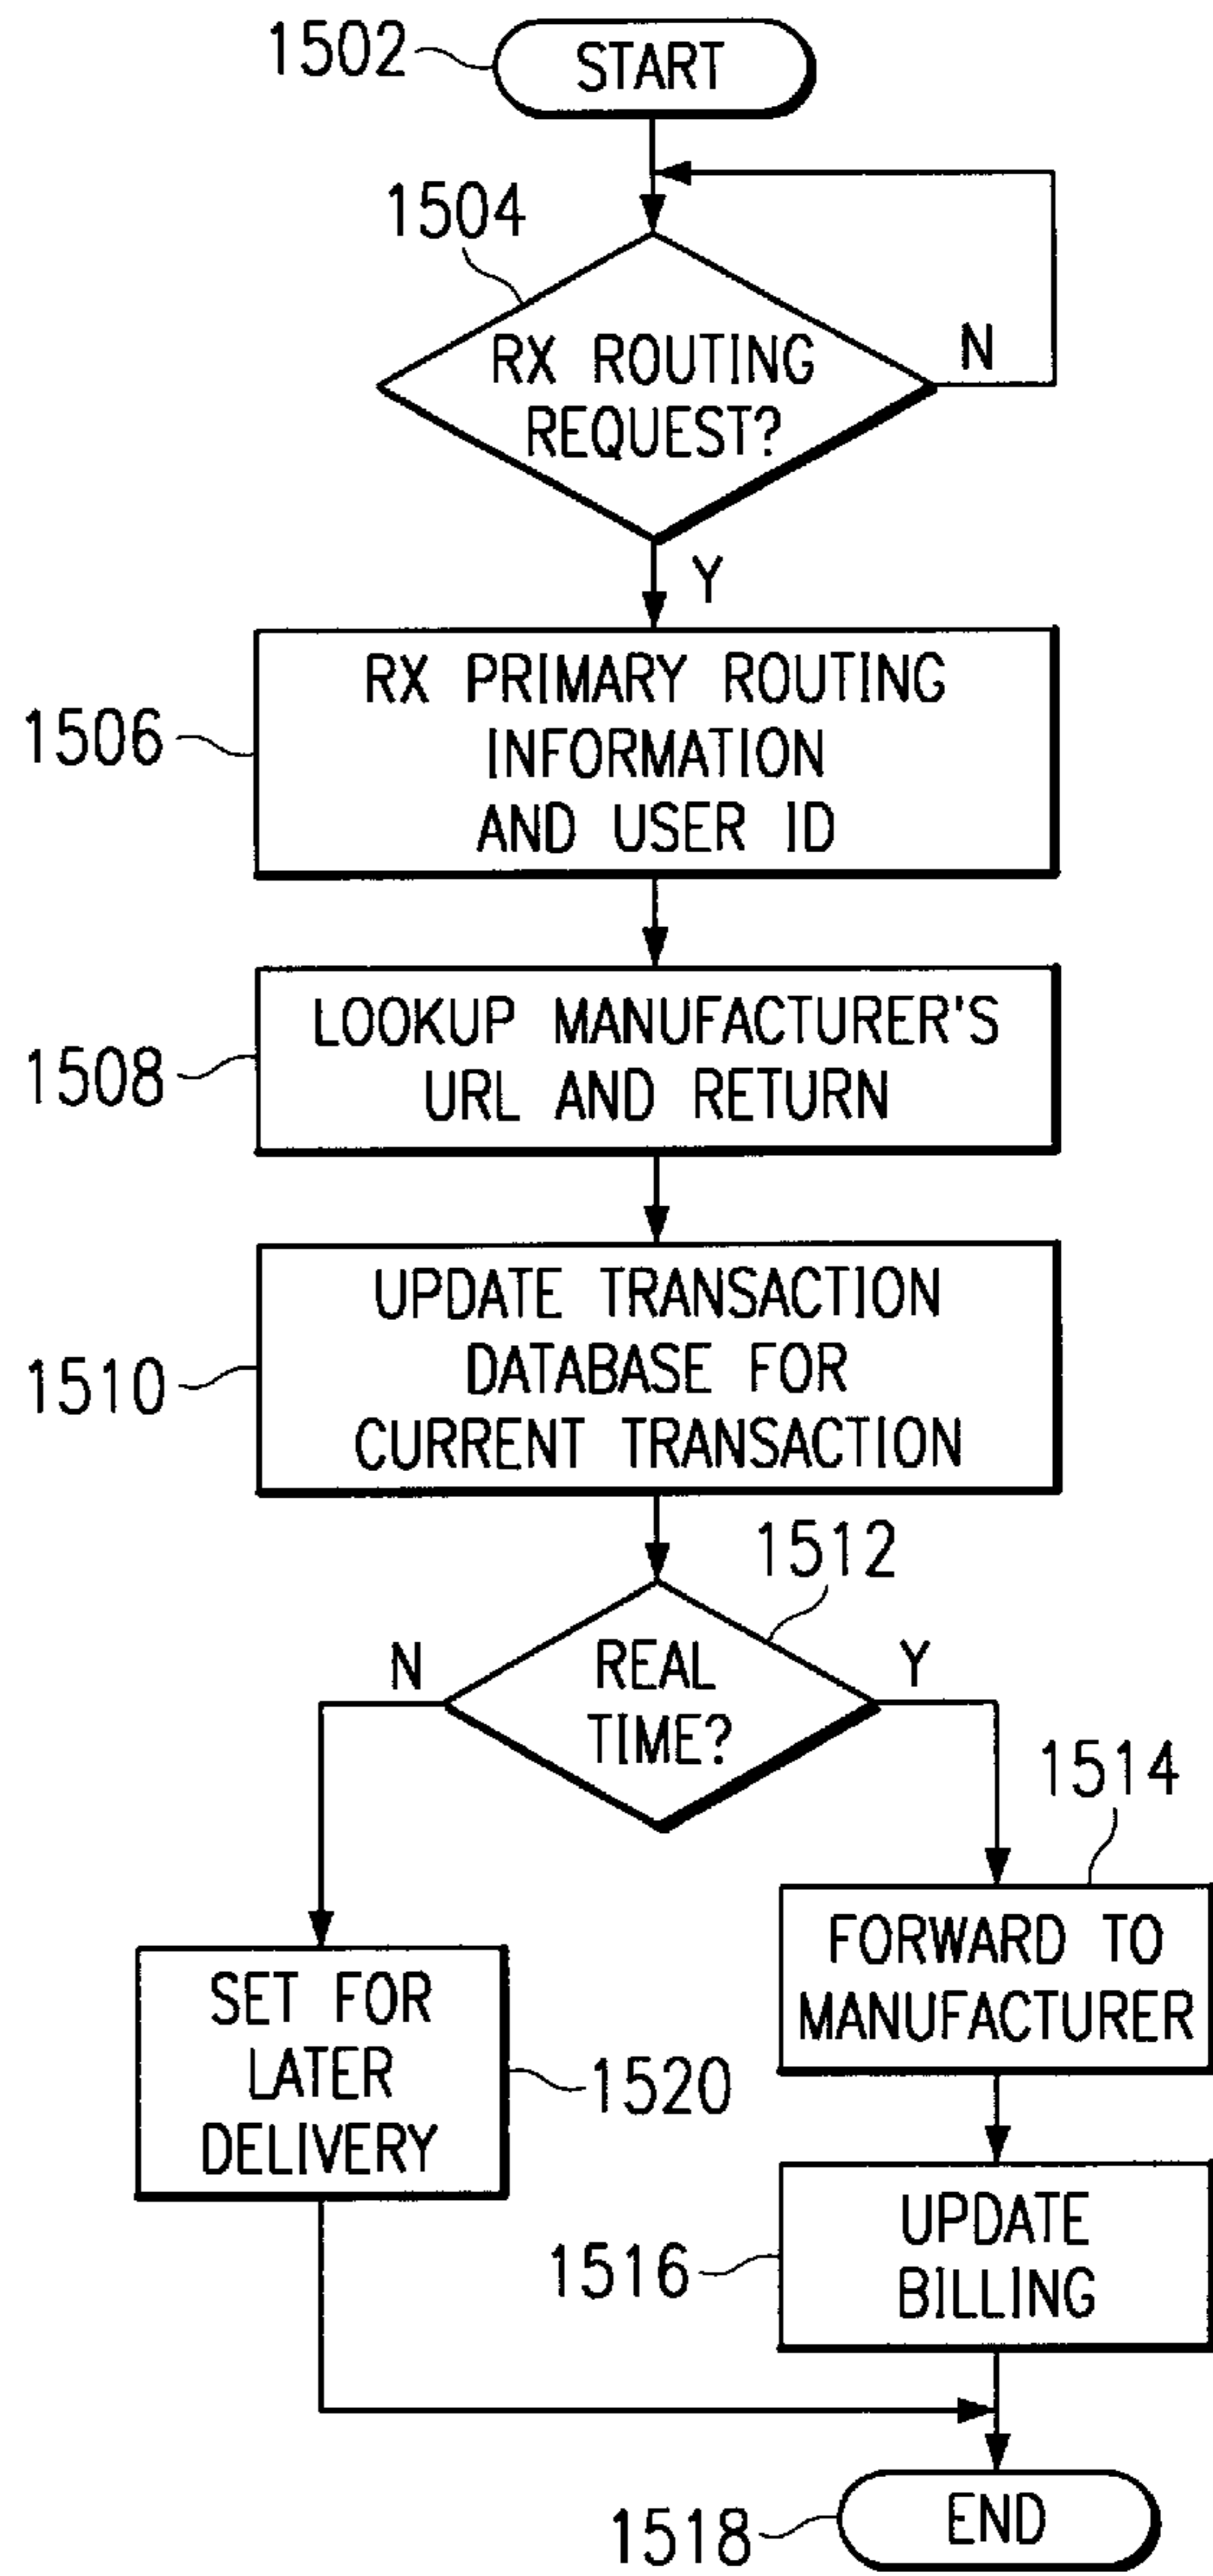 1502
START
1504
RX ROUTING
REQUEST?
N
Y
1506
RX PRIMARY ROUTING
INFORMATION
AND USER ID
1508
LOOKUP MANUFACTURER'S
URL AND RETURN
1510
UPDATE TRANSACTION
DATABASE FOR
CURRENT TRANSACTION
1512
N
REAL
TIME?
Y
1514
FORWARD TO
MANUFACTURER
SET FOR
LATER
DELIVERY
1520
1516
UPDATE
BILLING
1518
END